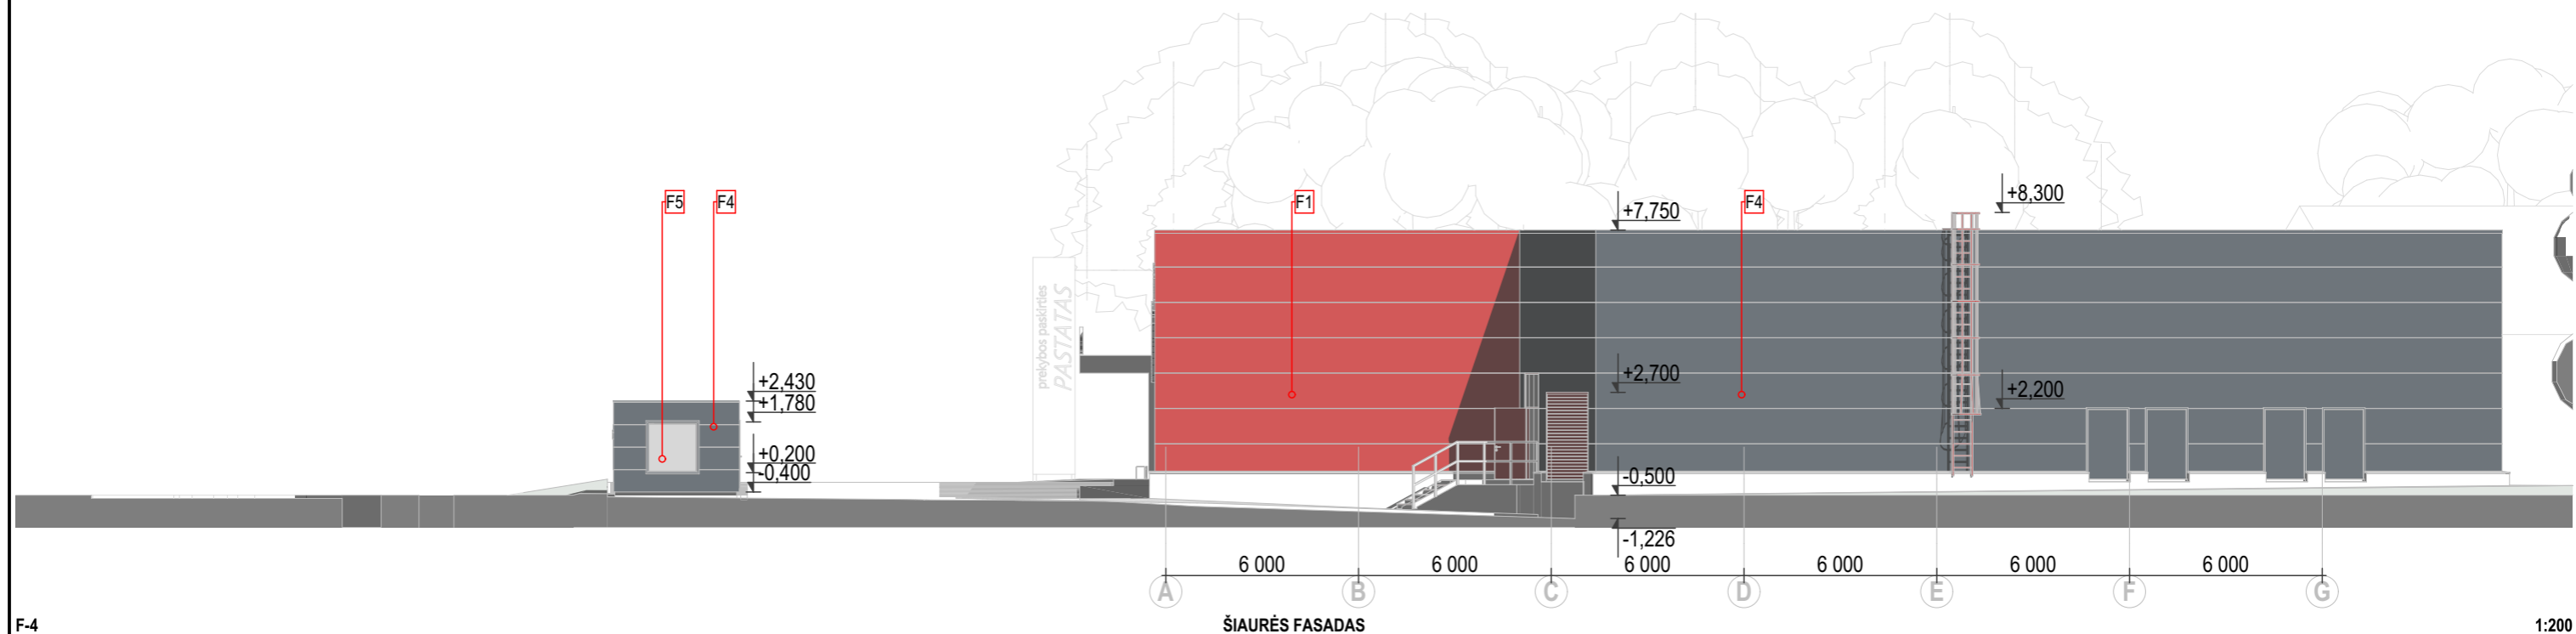 F5
F4
F1
F4
+8,300
+7,750
prekybos paskirties
PASTATAS
+2,430
+1,780
+0,200
-0,400
+2,700
+2,200
-0,500
-1,226
6 000 6 000 6 000 6 000 6 000 6 000
A B C D E F G
F-4 ŠIAURĖS FASADAS 1:200